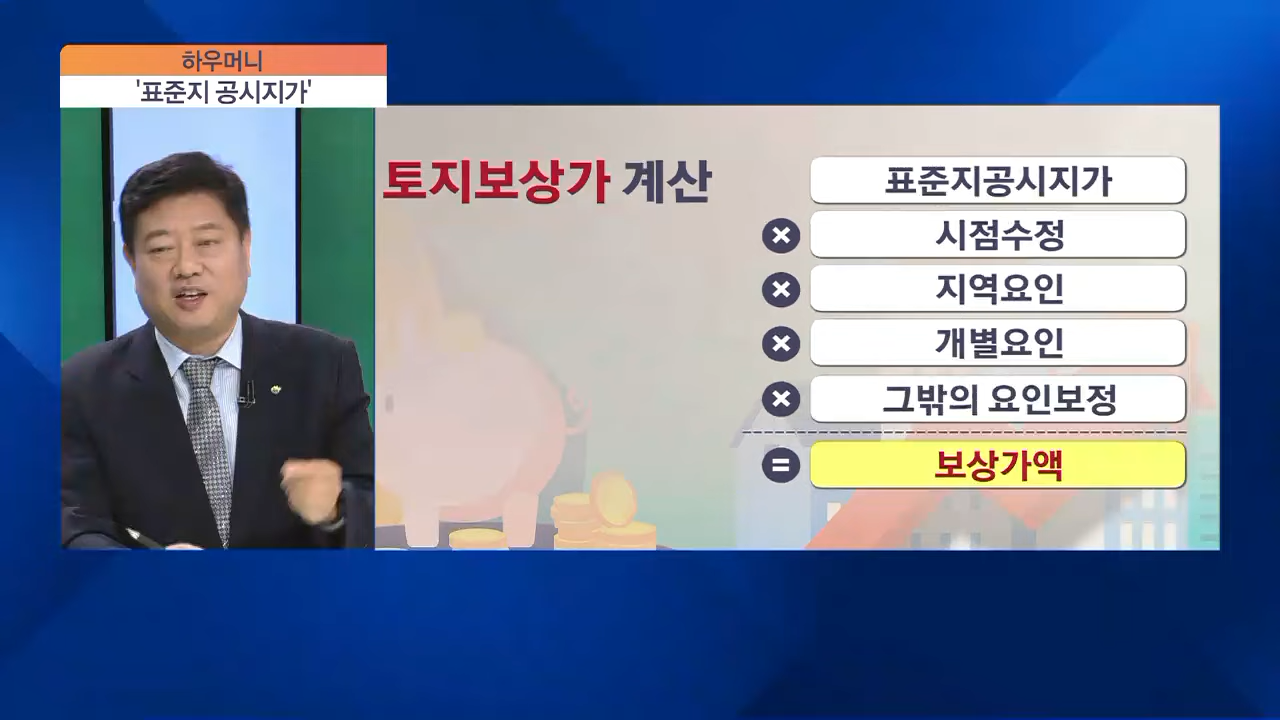 하우머니
'표준지 공시지가'
토지보상가 계산
표준지공시지가
× 시점수정
× 지역요인
× 개별요인
× 그밖의 요인보정
= 보상가액